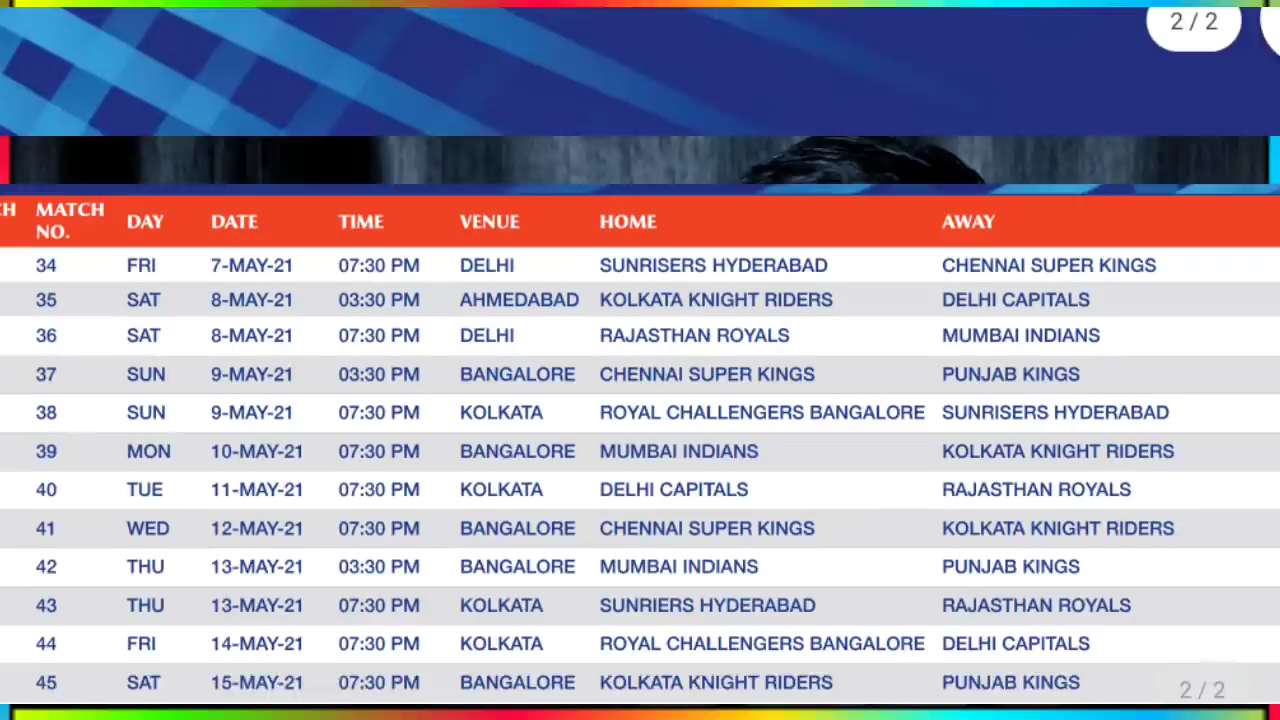 2 / 2
CH MATCH NO. DAY DATE TIME VENUE HOME AWAY
34 FRI 7-MAY-21 07:30 PM DELHI SUNRISERS HYDERABAD CHENNAI SUPER KINGS
35 SAT 8-MAY-21 03:30 PM AHMEDABAD KOLKATA KNIGHT RIDERS DELHI CAPITALS
36 SAT 8-MAY-21 07:30 PM DELHI RAJASTHAN ROYALS MUMBAI INDIANS
37 SUN 9-MAY-21 03:30 PM BANGALORE CHENNAI SUPER KINGS PUNJAB KINGS
38 SUN 9-MAY-21 07:30 PM KOLKATA ROYAL CHALLENGERS BANGALORE SUNRISERS HYDERABAD
39 MON 10-MAY-21 07:30 PM BANGALORE MUMBAI INDIANS KOLKATA KNIGHT RIDERS
40 TUE 11-MAY-21 07:30 PM KOLKATA DELHI CAPITALS RAJASTHAN ROYALS
41 WED 12-MAY-21 07:30 PM BANGALORE CHENNAI SUPER KINGS KOLKATA KNIGHT RIDERS
42 THU 13-MAY-21 03:30 PM BANGALORE MUMBAI INDIANS PUNJAB KINGS
43 THU 13-MAY-21 07:30 PM KOLKATA SUNRIERS HYDERABAD RAJASTHAN ROYALS
44 FRI 14-MAY-21 07:30 PM KOLKATA ROYAL CHALLENGERS BANGALORE DELHI CAPITALS
45 SAT 15-MAY-21 07:30 PM BANGALORE KOLKATA KNIGHT RIDERS PUNJAB KINGS
2 / 2